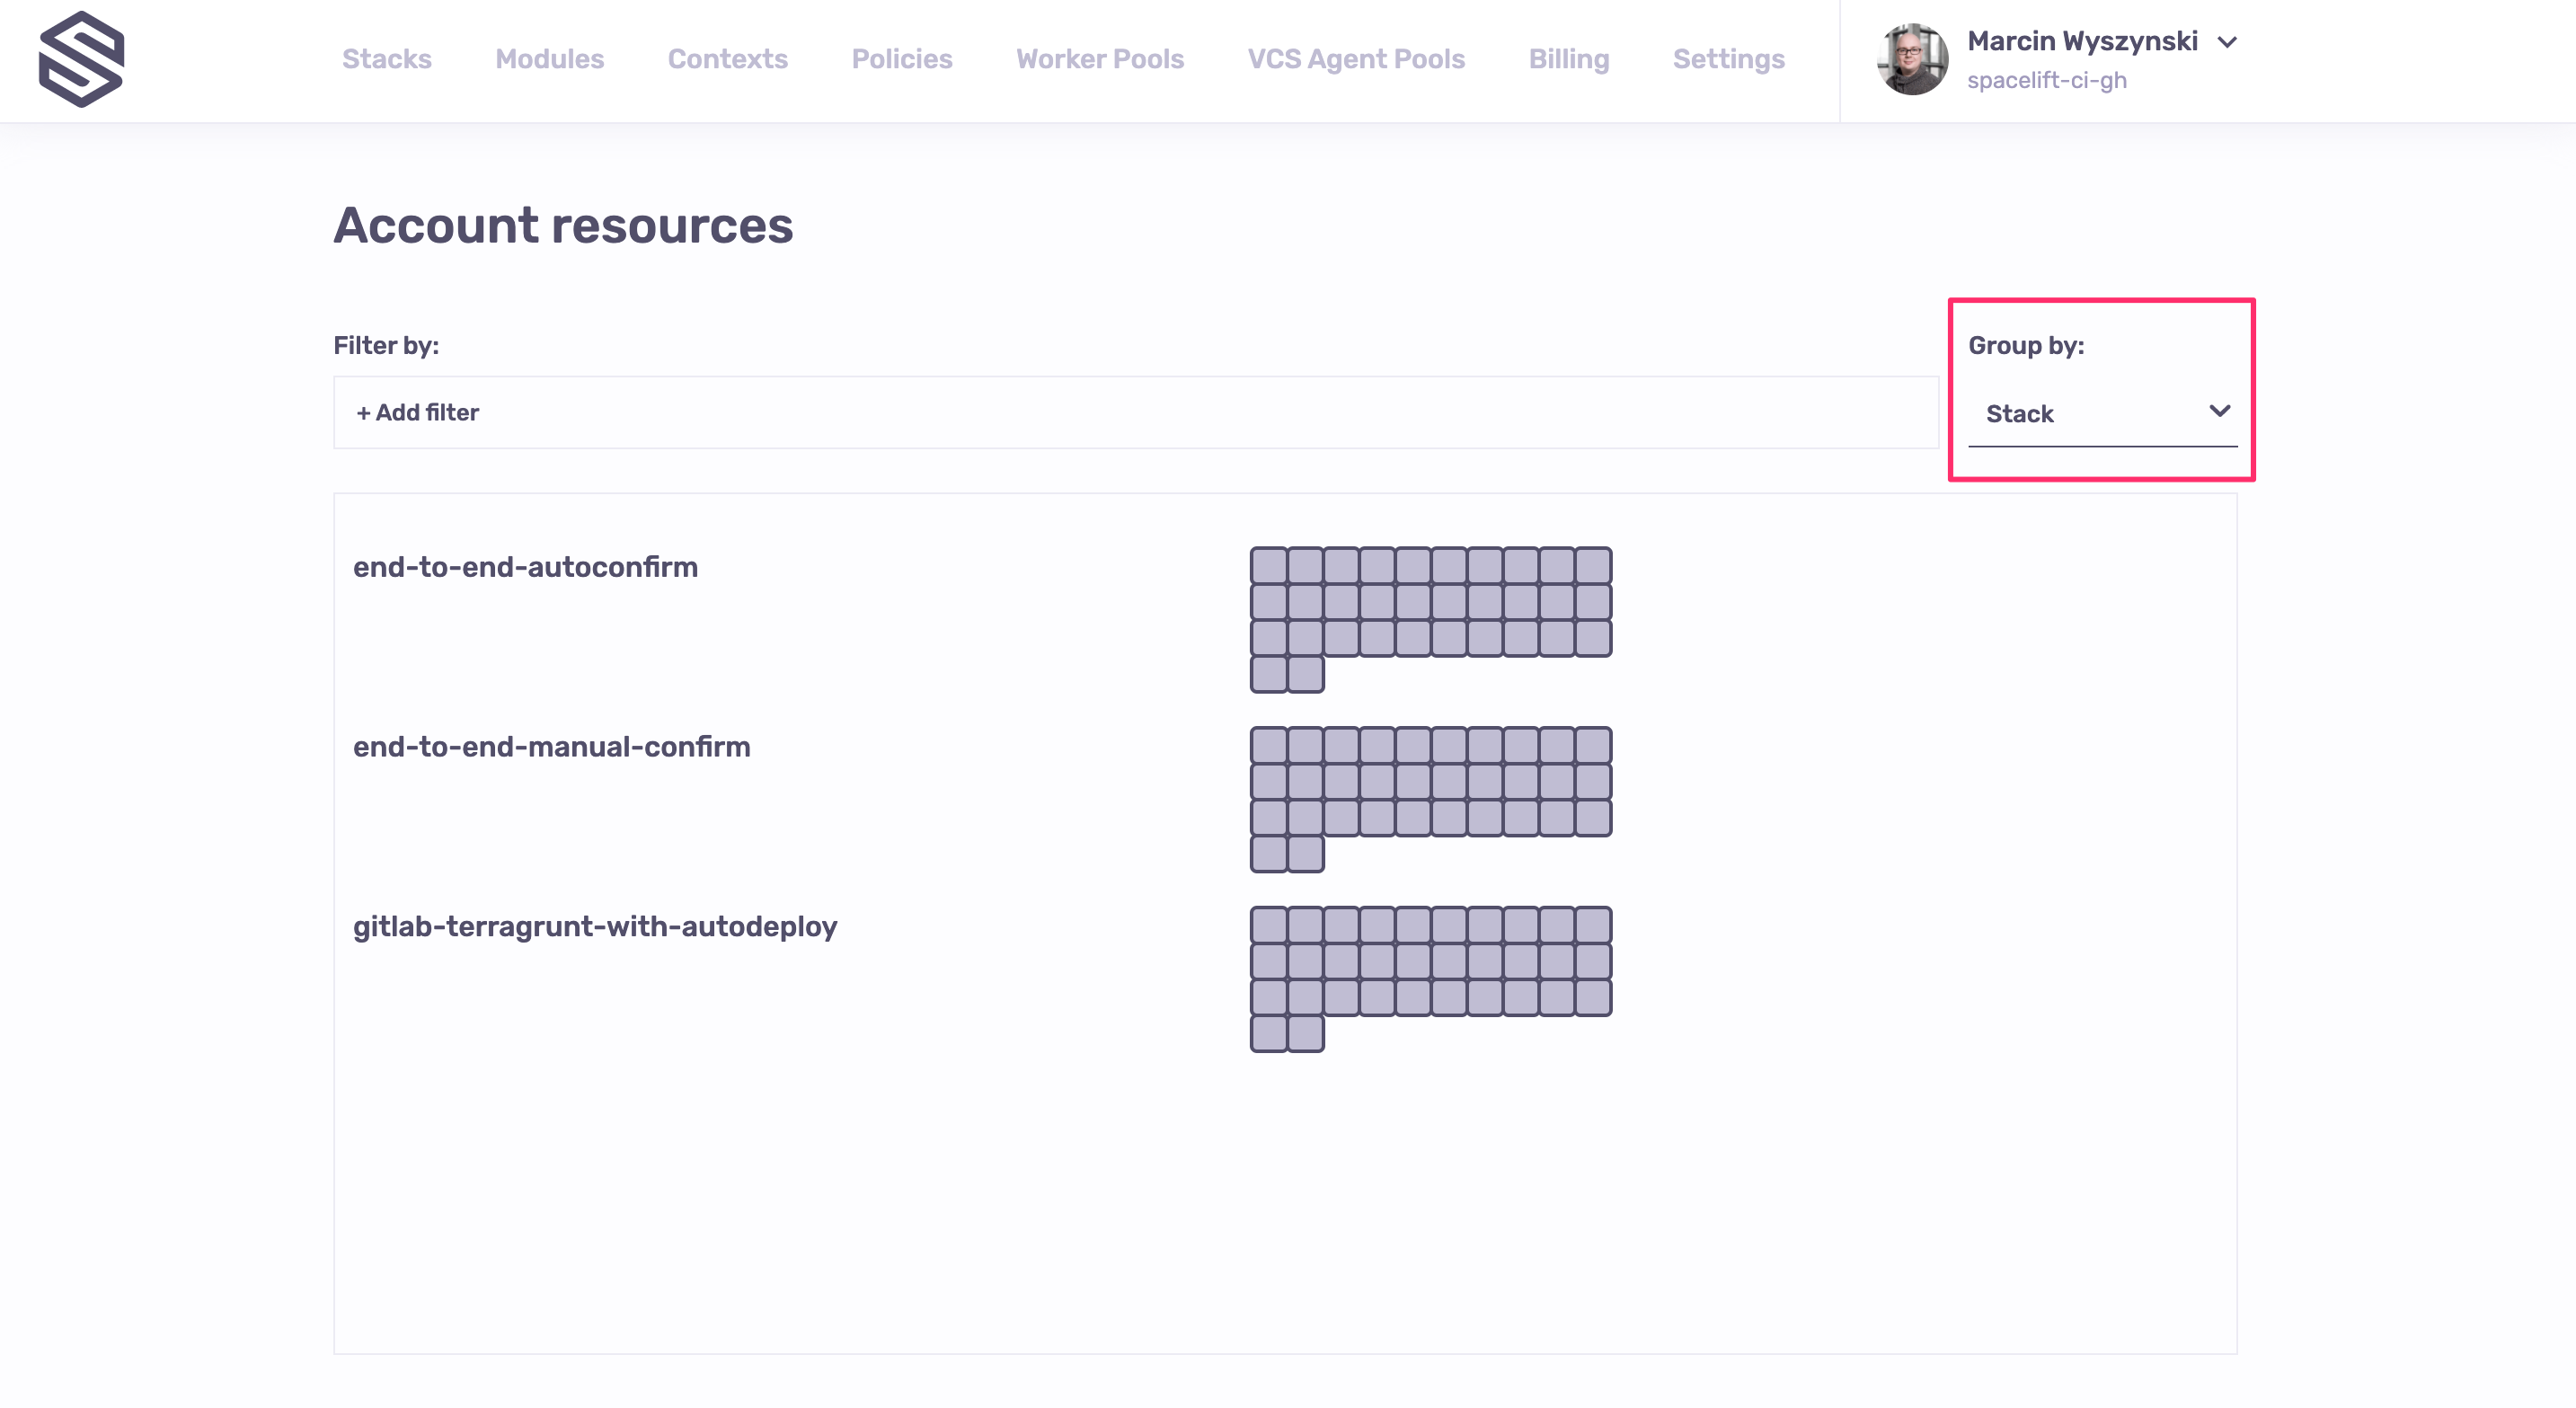 Stacks Modules Contexts Policies Worker Pools VCS Agent Pools Billing Settings
Marcin Wyszynski
spacelift-ci-gh
Account resources
Filter by:
+ Add filter
Group by:
Stack
end-to-end-autoconfirm
end-to-end-manual-confirm
gitlab-terragrunt-with-autodeploy